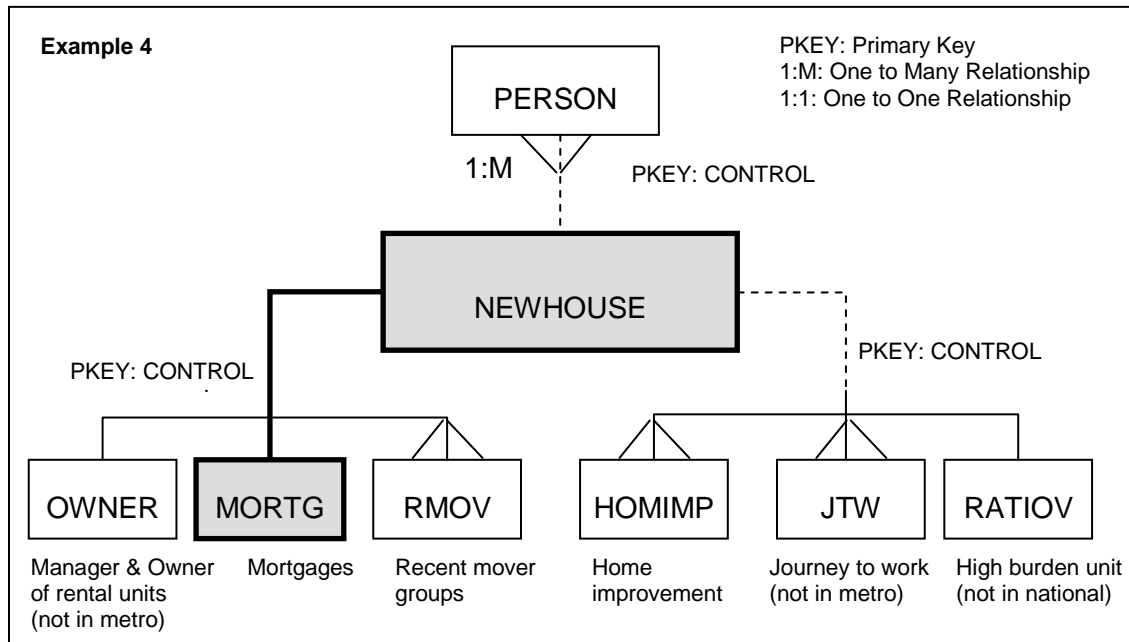 Example 4
PKEY: Primary Key
1:M: One to Many Relationship
1:1: One to One Relationship
PERSON
1:M
PKEY: CONTROL
NEWHOUSE
PKEY: CONTROL
PKEY: CONTROL
OWNER
MORTG
RMOV
HOMIMP
JTW
RATIOV
Manager & Owner
of rental units
(not in metro)
Mortgages
Recent mover
groups
Home
improvement
Journey to work
(not in metro)
High burden unit
(not in national)